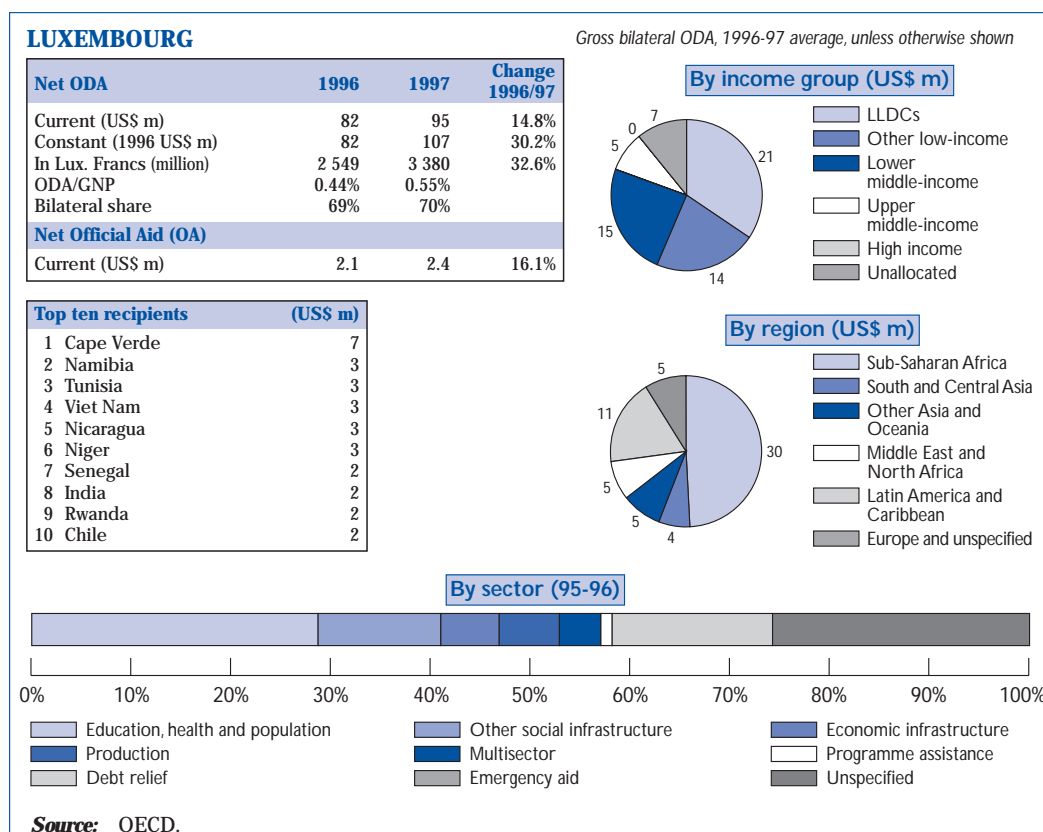 LUXEMBOURG
Gross bilateral ODA, 1996-97 average, unless otherwise shown
Net ODA 1996 1997 Change 1996/97
Current (US$ m) 82 95 14.8%
Constant (1996 US$ m) 82 107 30.2%
In Lux. Francs (million) 2 549 3 380 32.6%
ODA/GNP 0.44% 0.55%
Bilateral share 69% 70%
Net Official Aid (OA)
Current (US$ m) 2.1 2.4 16.1%
By income group (US$ m)
7
0
5
21
15
14
LLDCs
Other low-income
Lower
middle-income
Upper
middle-income
High income
Unallocated
Top ten recipients (US$ m)
1 Cape Verde 7
2 Namibia 3
3 Tunisia 3
4 Viet Nam 3
5 Nicaragua 3
6 Niger 3
7 Senegal 2
8 India 2
9 Rwanda 2
10 Chile 2
By region (US$ m)
5
11
30
5
5
4
Sub-Saharan Africa
South and Central Asia
Other Asia and
Oceania
Middle East and
North Africa
Latin America and
Caribbean
Europe and unspecified
By sector (95-96)
0% 10% 20% 30% 40% 50% 60% 70% 80% 90% 100%
Education, health and population Other social infrastructure Economic infrastructure
Production Multisector Programme assistance
Debt relief Emergency aid Unspecified
Source: OECD.